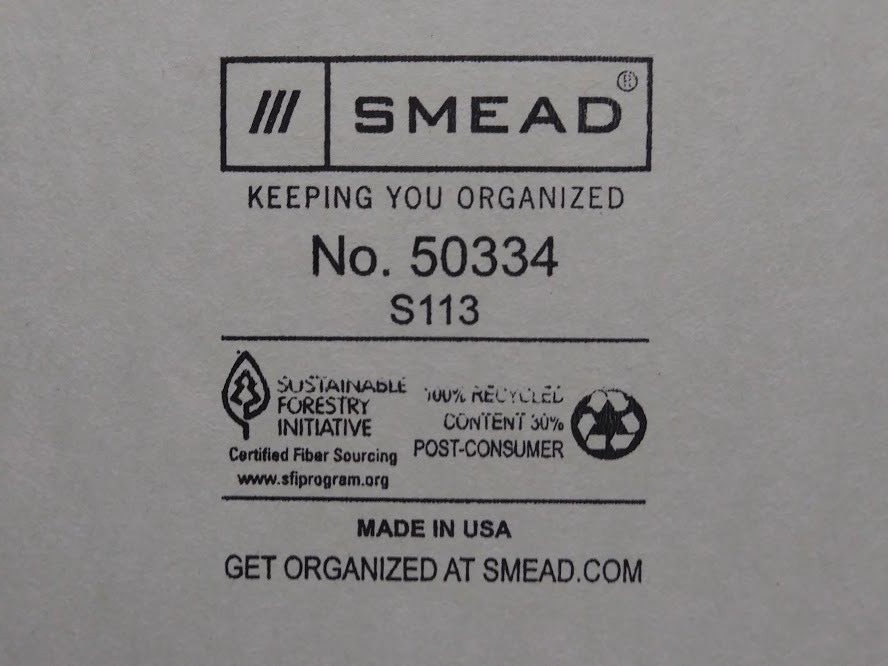 SMEAD®
KEEPING YOU ORGANIZED
No. 50334
S113
SUSTAINABLE
FORESTRY
INITIATIVE
Certified Fiber Sourcing
www.sfiprogram.org
100% RECYCLED
CONTENT 30%
POST-CONSUMER
MADE IN USA
GET ORGANIZED AT SMEAD.COM